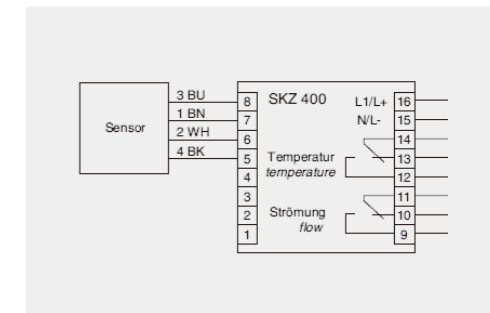 3 BU
1 BN
2 WH
4 BK
Sensor
8
7
6
5
4
3
2
1
SKZ 400
Temperatur
temperature
Strömung
flow
L1/L+ 16
N/L- 15
14
13
12
11
10
9